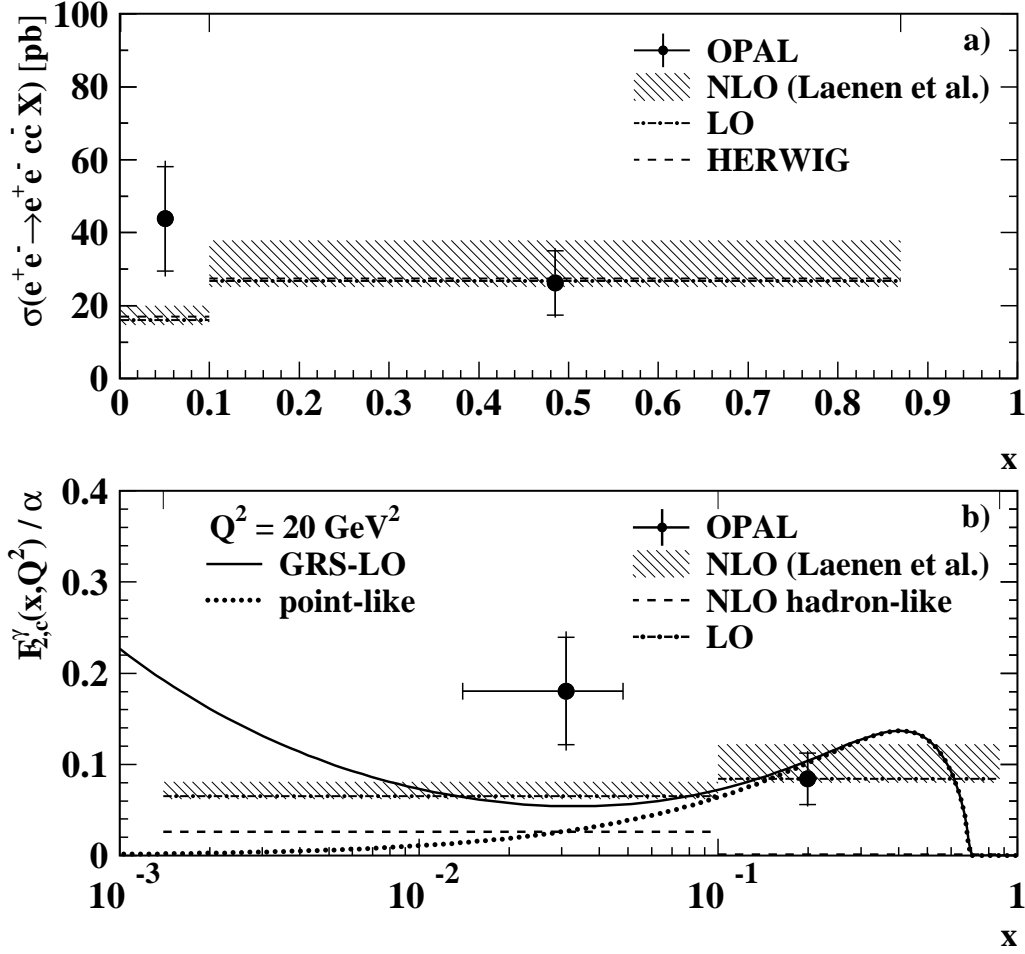 σ(e⁺e⁻→e⁺e⁻ cc̄ X) [pb]
100
80
60
40
20
0
a)
OPAL
NLO (Laenen et al.)
LO
HERWIG
0 0.1 0.2 0.3 0.4 0.5 0.6 0.7 0.8 0.9 1
x
F₂,cᵞ(x,Q²) / α
0.4
0.3
0.2
0.1
0
b)
Q² = 20 GeV²
GRS-LO
point-like
OPAL
NLO (Laenen et al.)
NLO hadron-like
LO
10⁻³ 10⁻² 10⁻¹ 1
x